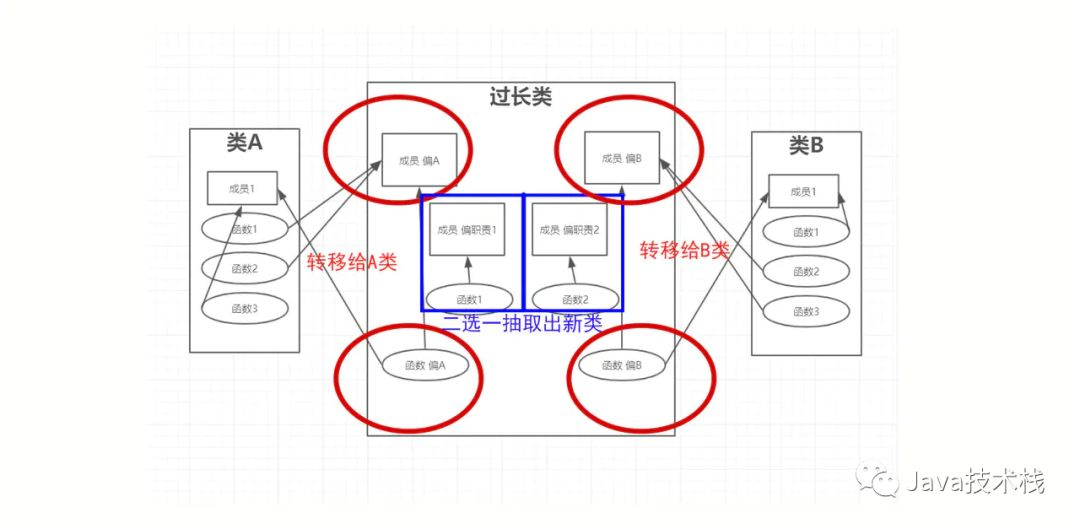 过长类
类A
成员1
函数1
函数2
函数3
成员 偏A
成员 偏B
类B
成员1
函数1
函数2
函数3
成员 偏职责1
成员 偏职责2
转移给A类
转移给B类
函数1
函数2
二选一抽取出新类
函数 偏A
函数 偏B
Java技术栈